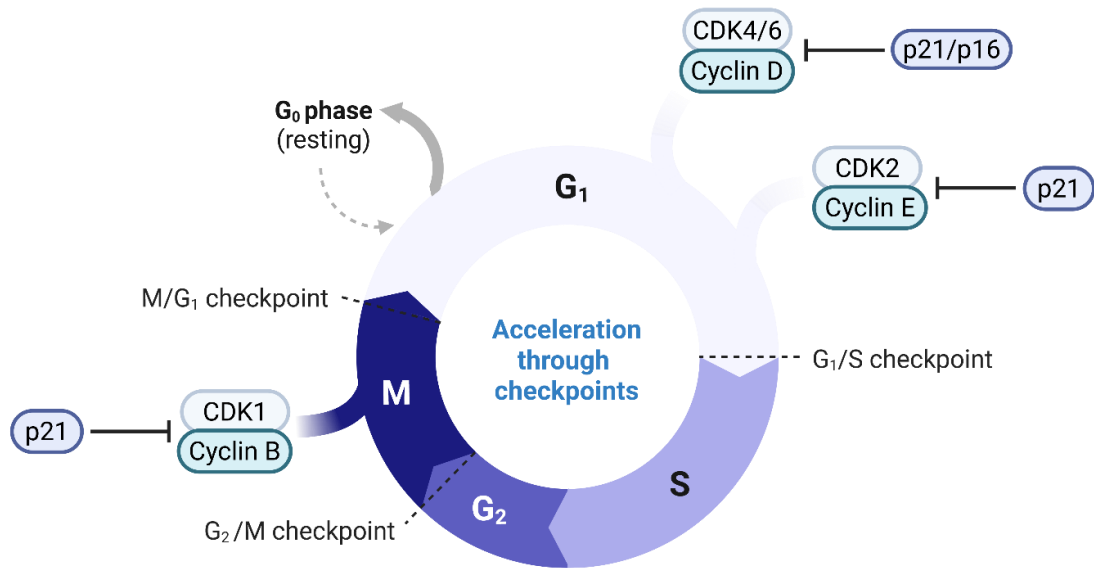 CDK4/6
Cyclin D
p21/p16
G₀ phase
(resting)
G₁
CDK2
Cyclin E
p21
M/G₁ checkpoint
Acceleration
through
checkpoints
G₁/S checkpoint
M
p21
CDK1
Cyclin B
S
G₂
G₂/M checkpoint